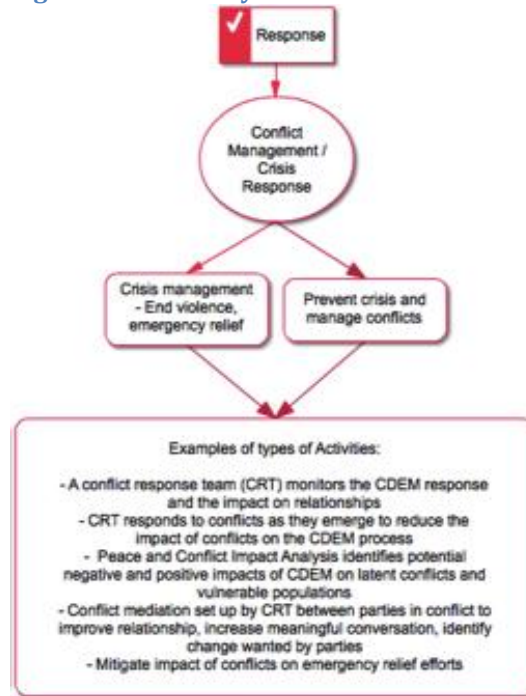 Response
Conflict
Management /
Crisis
Response
Crisis management
- End violence,
emergency relief
Prevent crisis and
manage conflicts
Examples of types of Activities:
- A conflict response team (CRT) monitors the CDEM response
and the impact on relationships
- CRT responds to conflicts as they emerge to reduce the
impact of conflicts on the CDEM process
- Peace and Conflict Impact Analysis identifies potential
negative and positive impacts of CDEM on latent conflicts and
vulnerable populations
- Conflict mediation set up by CRT between parties in conflict to
improve relationship, increase meaningful conversation, identify
change wanted by parties
- Mitigate impact of conflicts on emergency relief efforts